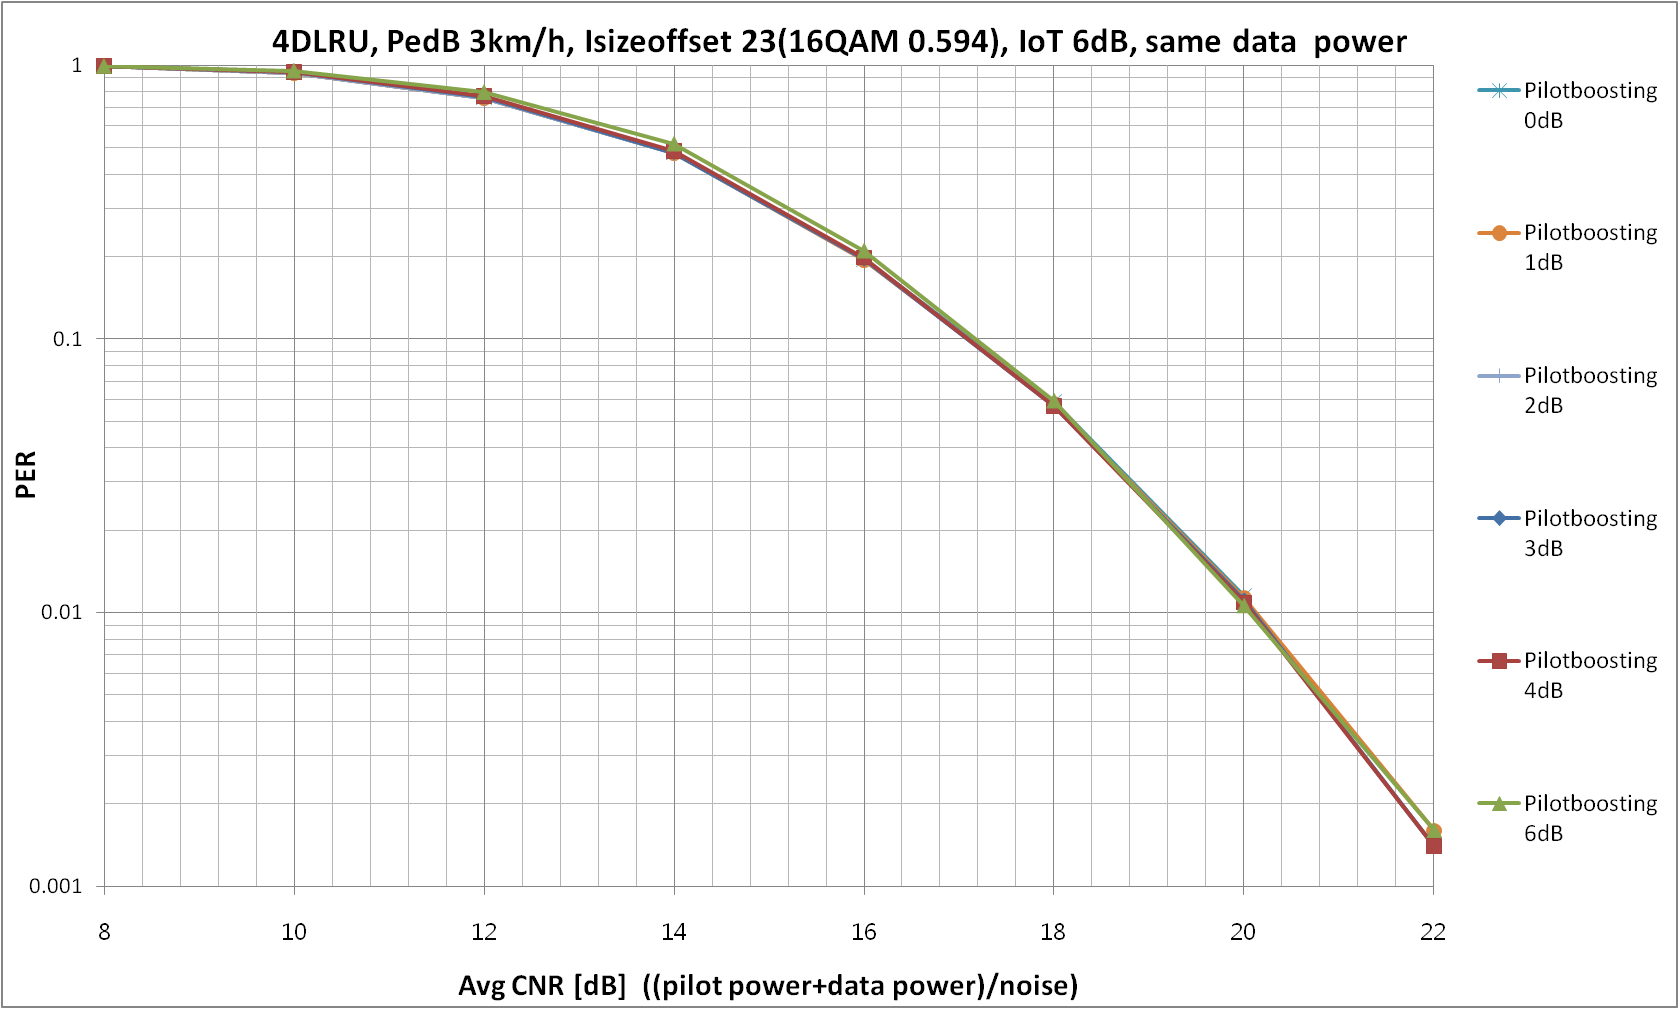 4DLRU, PedB 3km/h, Isizeoffset 23(16QAM 0.594), IoT 6dB, same data  power
1
0.1
0.01
0.001
PER
8 10 12 14 16 18 20 22
Avg CNR [dB]  ((pilot power+data power)/noise)
Pilotboosting
0dB
Pilotboosting
1dB
Pilotboosting
2dB
Pilotboosting
3dB
Pilotboosting
4dB
Pilotboosting
6dB